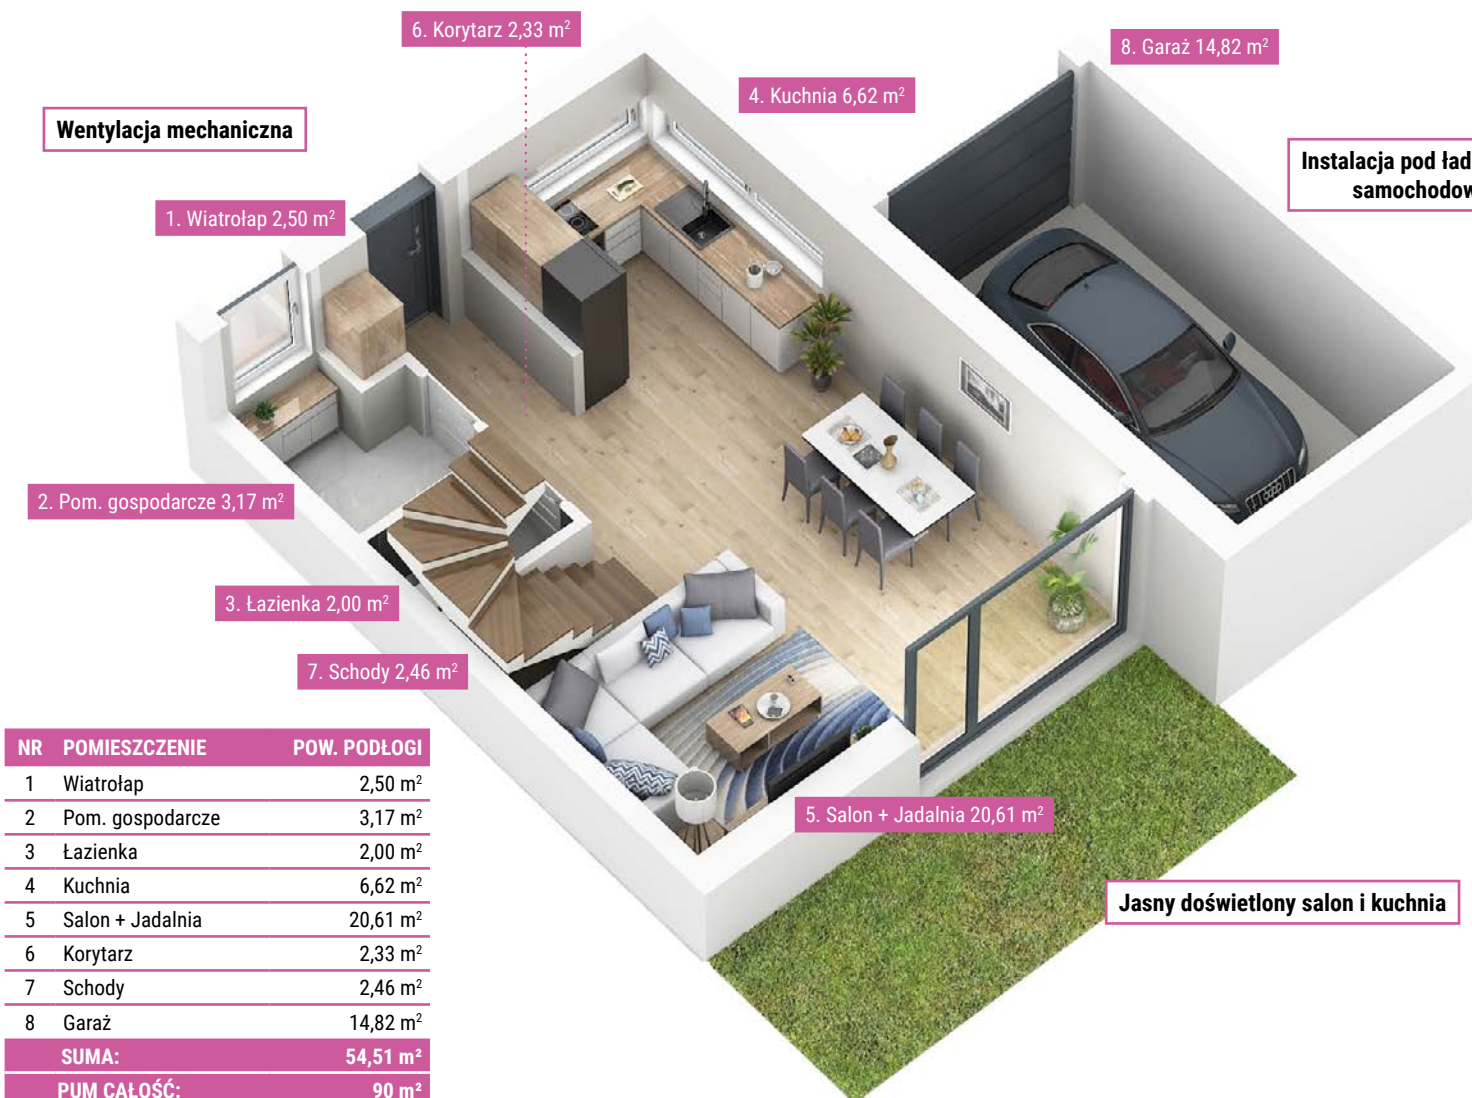 6. Korytarz 2,33 m²
8. Garaż 14,82 m²
4. Kuchnia 6,62 m²
Wentylacja mechaniczna
Instalacja pod
1. Wiatrołap 2,50 m²
2. Pom. gospodarcze 3,17 m²
3. Łazienka 2,00 m²
7. Schody 2,46 m²
5. Salon + Jadalnia 20,61 m²
Jasny doświetlony salon i kuchnia
NR POMIESZCZENIE POW. PODŁOGI
1 Wiatrołap 2,50 m²
2 Pom. gospodarcze 3,17 m²
3 Łazienka 2,00 m²
4 Kuchnia 6,62 m²
5 Salon + Jadalnia 20,61 m²
6 Korytarz 2,33 m²
7 Schody 2,46 m²
8 Garaż 14,82 m²
SUMA: 54,51 m²
PUM CAŁOŚĆ: 90 m²